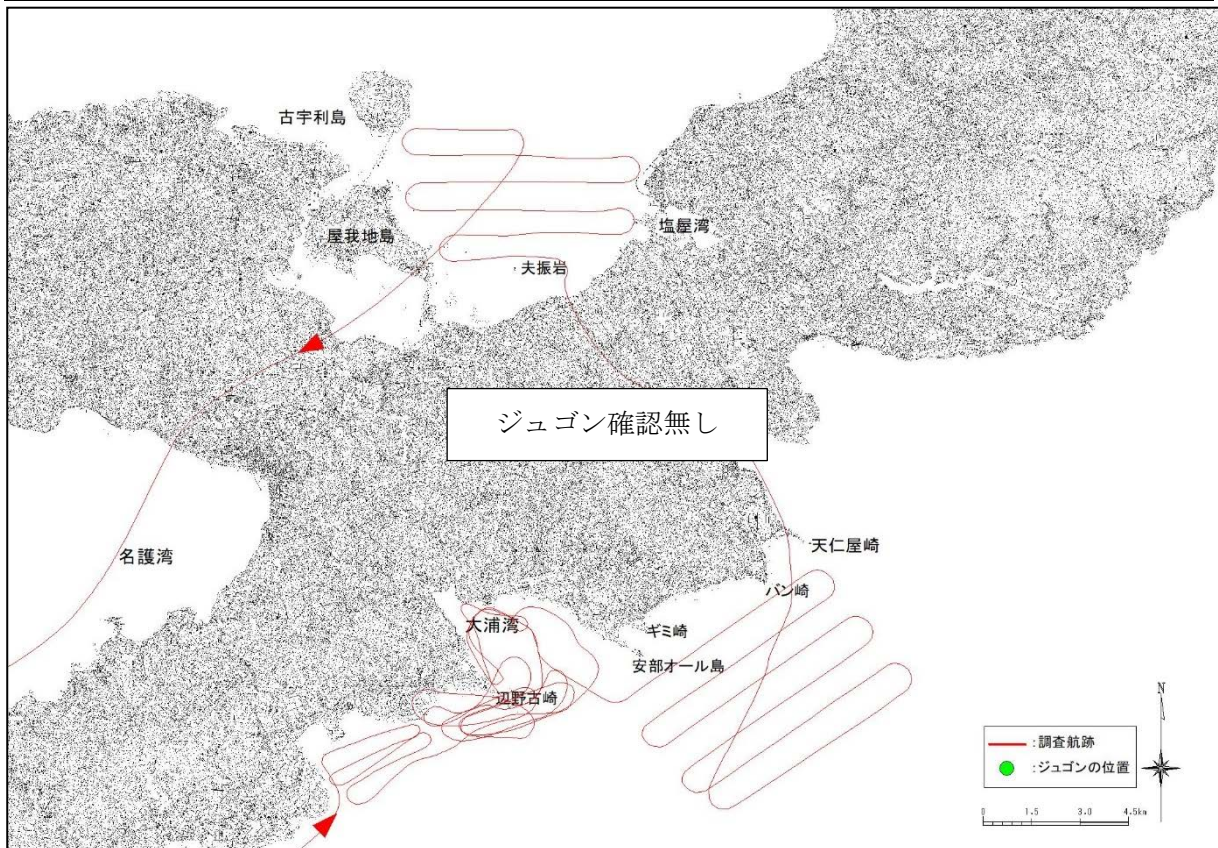 古宇利島
屋我地島
塩屋湾
夫振岩
ジュゴン確認無し
名護湾
天仁屋崎
バン崎
大浦湾
ギミ崎
安部オール島
辺野古崎
N
:調査航跡
:ジュゴンの位置
0 1.5 3.0 4.5km